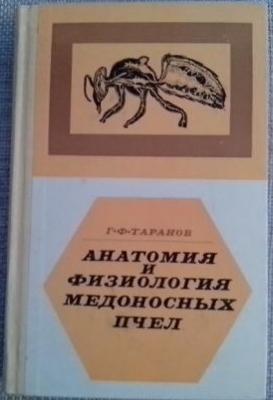 Г·Ф·ТАРАНОВ
АНАТОМИЯ
И
ФИЗИОЛОГИЯ
МЕДОНОСНЫХ
ПЧЕЛ